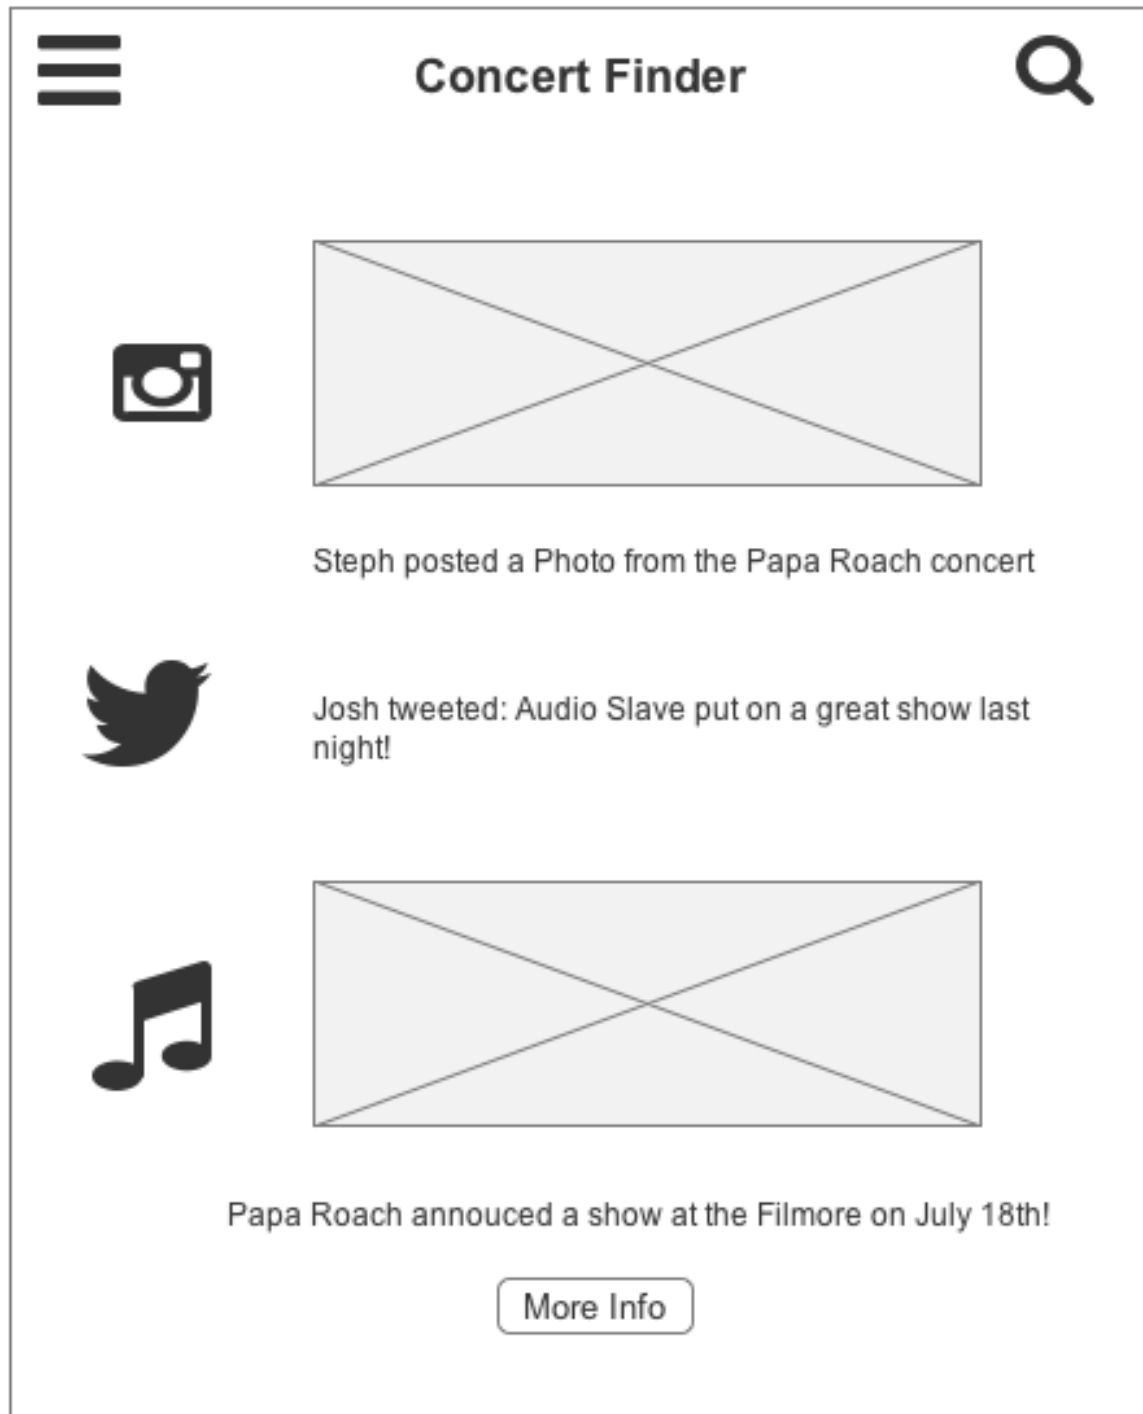 Concert Finder
Steph posted a Photo from the Papa Roach concert
Josh tweeted: Audio Slave put on a great show last
night!
Papa Roach annouced a show at the Filmore on July 18th!
More Info